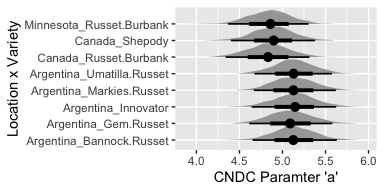 Location x Variety
Minnesota_Russet.Burbank
Canada_Shepody
Canada_Russet.Burbank
Argentina_Umatilla.Russet
Argentina_Markies.Russet
Argentina_Innovator
Argentina_Gem.Russet
Argentina_Bannock.Russet
4.0 4.5 5.0 5.5 6.0
CNDC Paramter 'a'